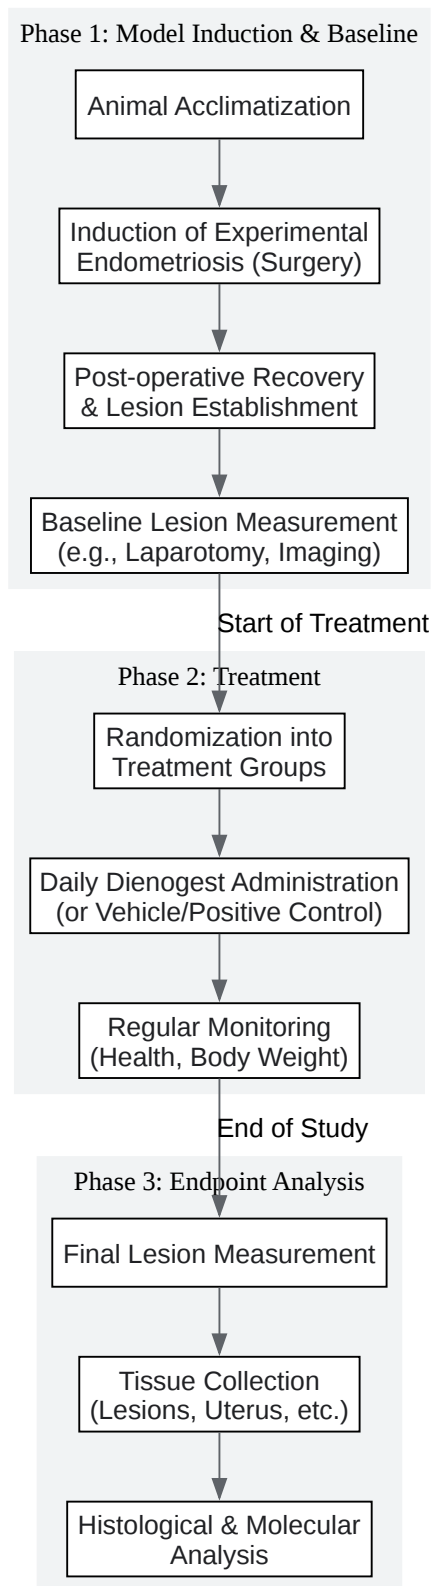 Phase 1: Model Induction & Baseline
Animal Acclimatization
Induction of Experimental
Endometriosis (Surgery)
Post-operative Recovery
& Lesion Establishment
Baseline Lesion Measurement
(e.g., Laparotomy, Imaging)
Start of Treatment
Phase 2: Treatment
Randomization into
Treatment Groups
Daily Dienogest Administration
(or Vehicle/Positive Control)
Regular Monitoring
(Health, Body Weight)
End of Study
Phase 3: Endpoint Analysis
Final Lesion Measurement
Tissue Collection
(Lesions, Uterus, etc.)
Histological & Molecular
Analysis